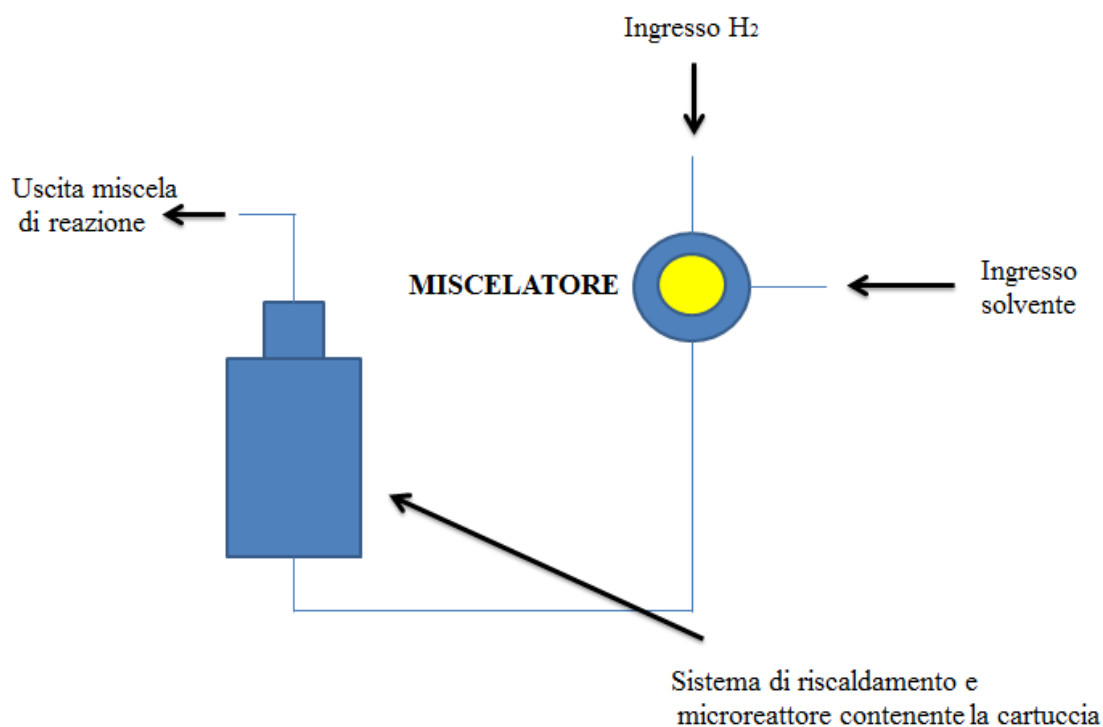 Ingresso H2
Uscita miscela
di reazione
MISCELATORE
Ingresso
solvente
Sistema di riscaldamento e
microreattore contenente la cartuccia